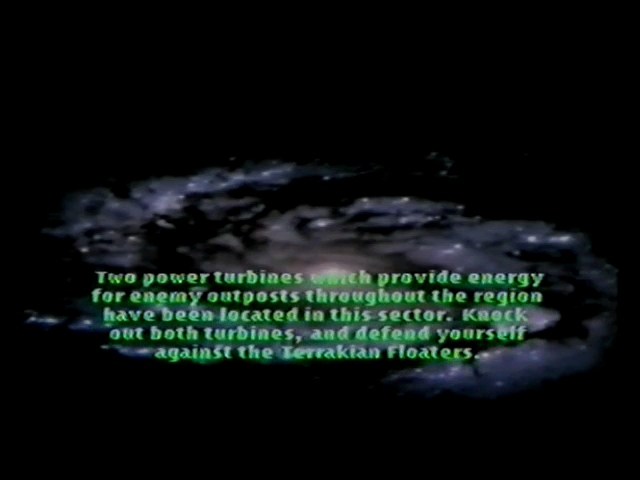 Two power turbines which provide energy
for enemy outposts throughout the region
have been located in this sector. Knock
out both turbines, and defend yourself
against the Terrakian Floaters.